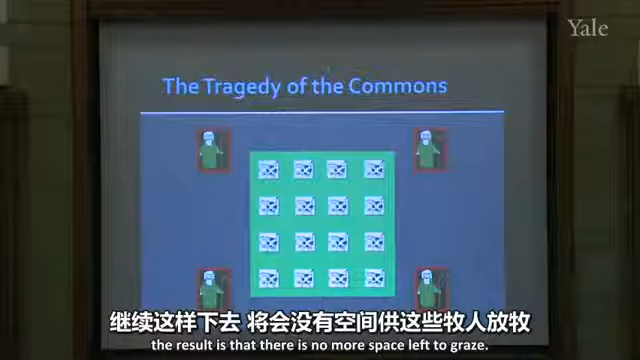 Yale
The Tragedy of the Commons
继续这样下去 将会没有空间供这些牧人放牧
the result is that there is no more space left to graze.